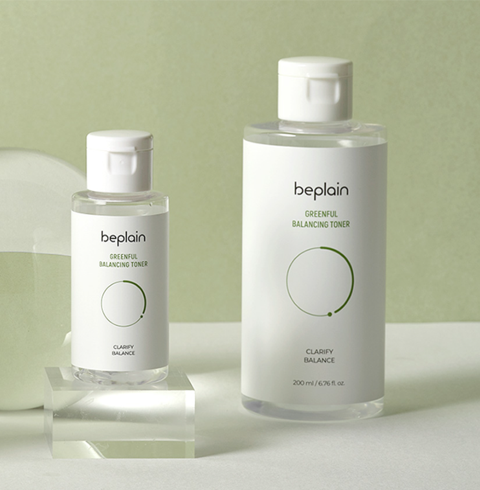 beplain
GREENFUL
BALANCING TONER
CLARIFY
BALANCE
beplain
GREENFUL
BALANCING TONER
CLARIFY
BALANCE
200 ml / 6.76 fl. oz.